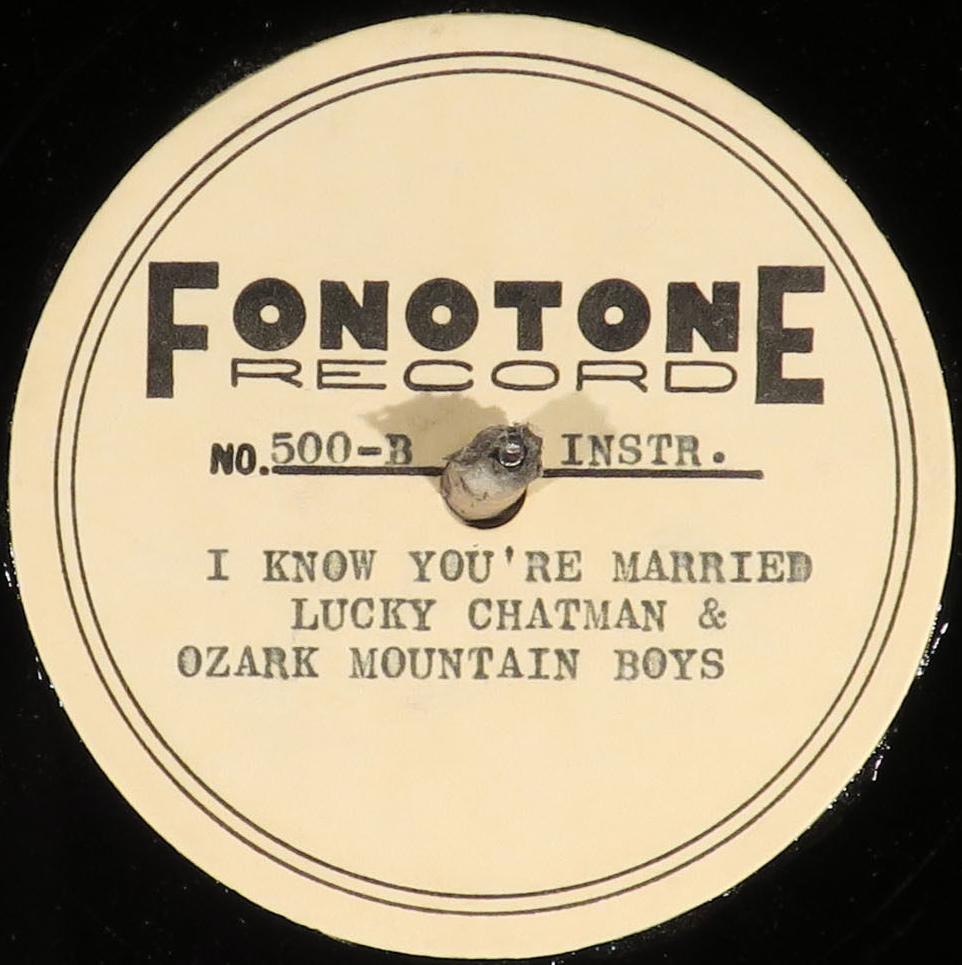 FONOTONE
RECORD
NO. 500-B INSTR.
I KNOW YOU'RE MARRIED
LUCKY CHATMAN &
OZARK MOUNTAIN BOYS